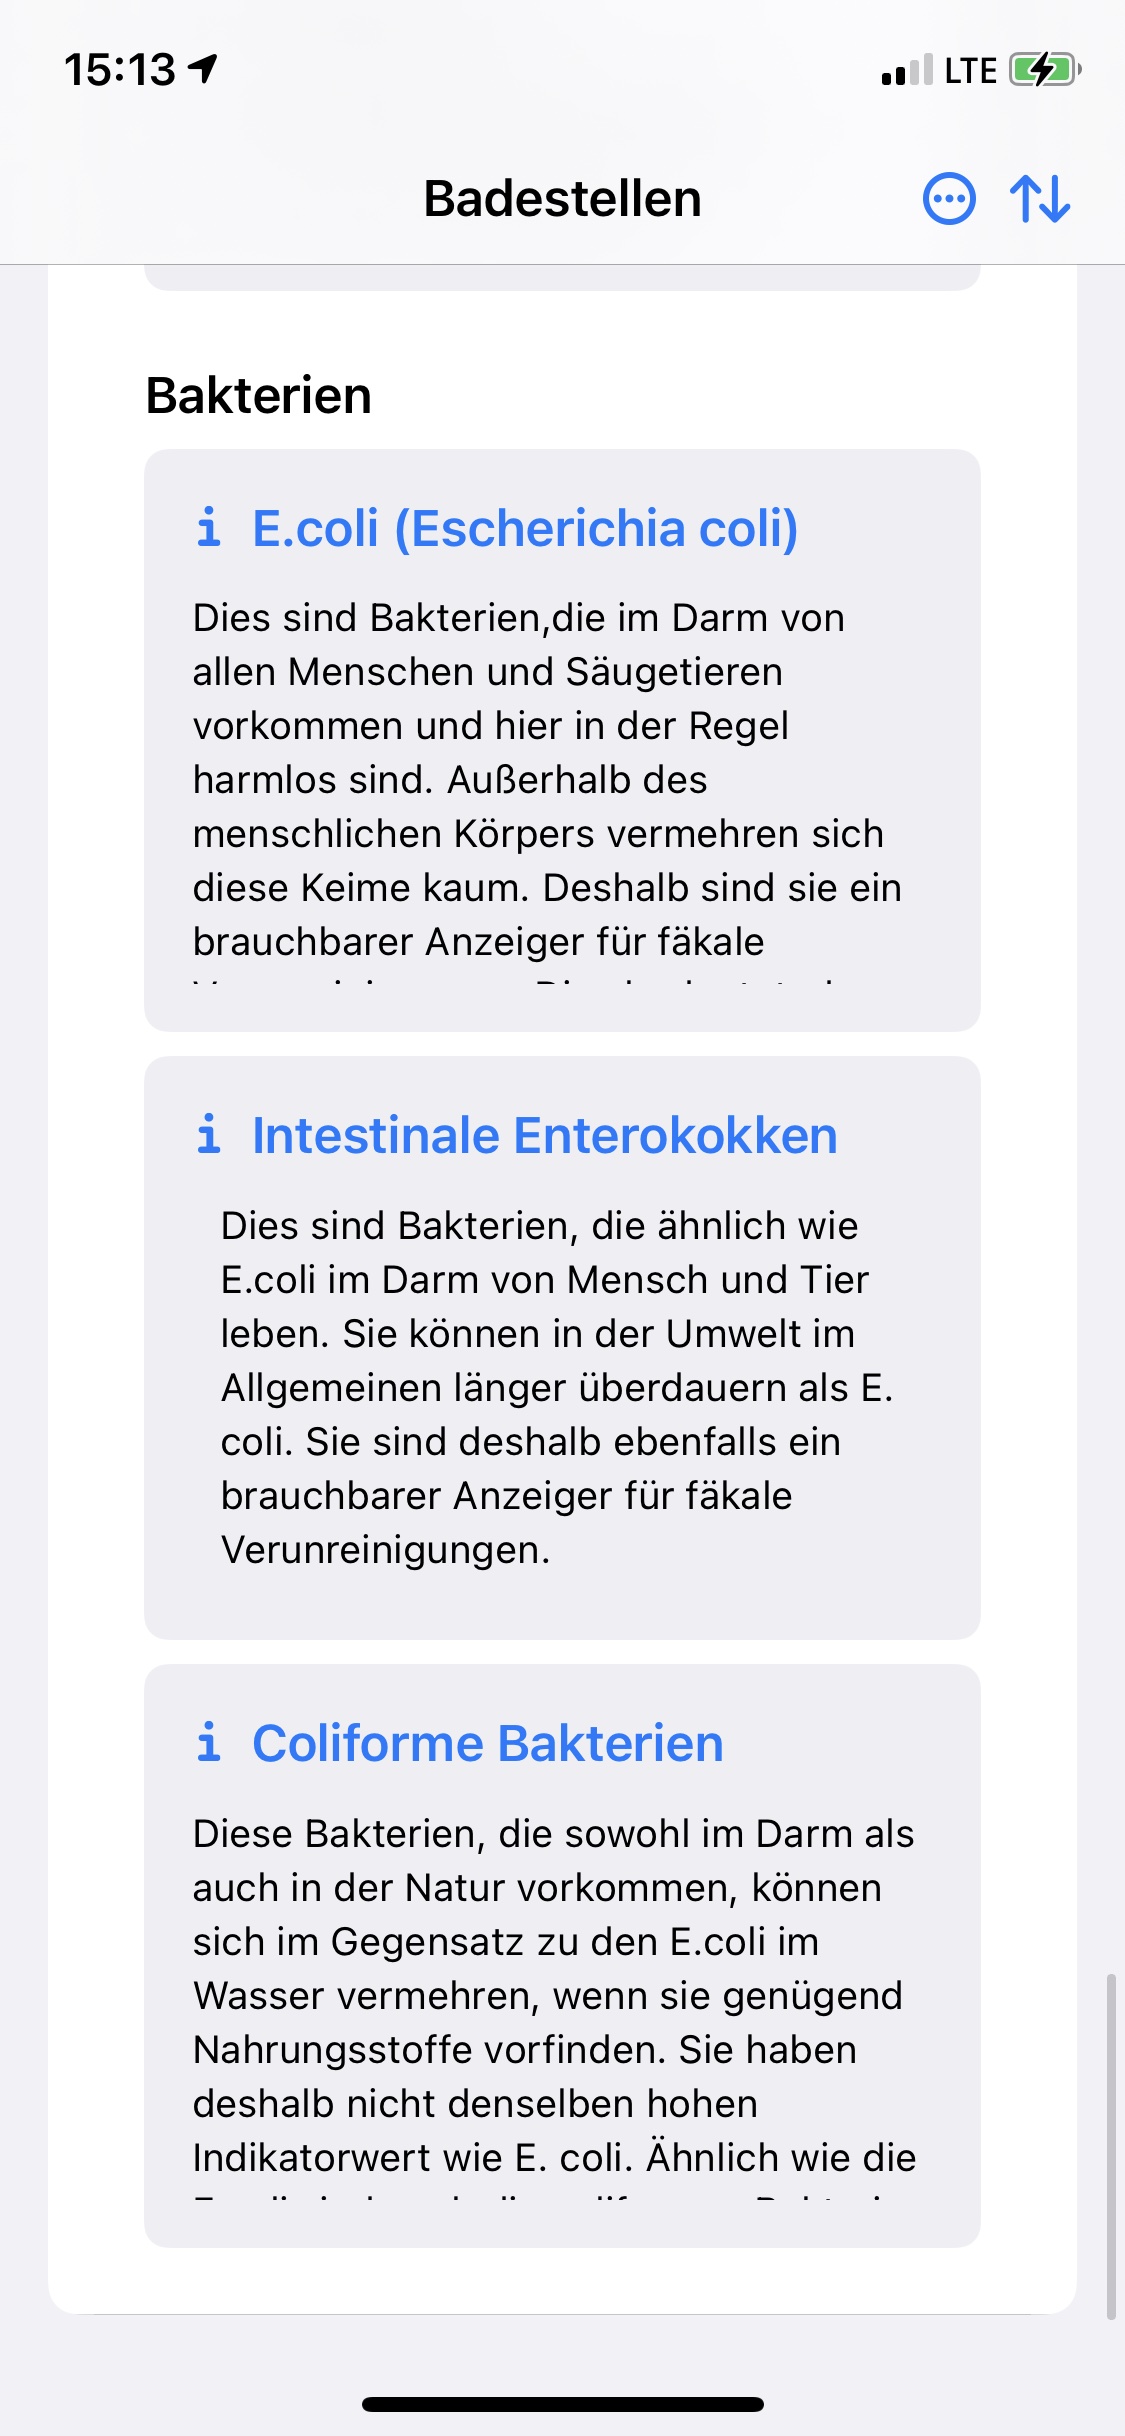 15:13
LTE
Badestellen
Bakterien
E.coli (Escherichia coli)
Dies sind Bakterien,die im Darm von
allen Menschen und Säugetieren
vorkommen und hier in der Regel
harmlos sind. Außerhalb des
menschlichen Körpers vermehren sich
diese Keime kaum. Deshalb sind sie ein
brauchbarer Anzeiger für fäkale
Intestinale Enterokokken
Dies sind Bakterien, die ähnlich wie
E.coli im Darm von Mensch und Tier
leben. Sie können in der Umwelt im
Allgemeinen länger überdauern als E.
coli. Sie sind deshalb ebenfalls ein
brauchbarer Anzeiger für fäkale
Verunreinigungen.
Coliforme Bakterien
Diese Bakterien, die sowohl im Darm als
auch in der Natur vorkommen, können
sich im Gegensatz zu den E.coli im
Wasser vermehren, wenn sie genügend
Nahrungsstoffe vorfinden. Sie haben
deshalb nicht denselben hohen
Indikatorwert wie E. coli. Ähnlich wie die